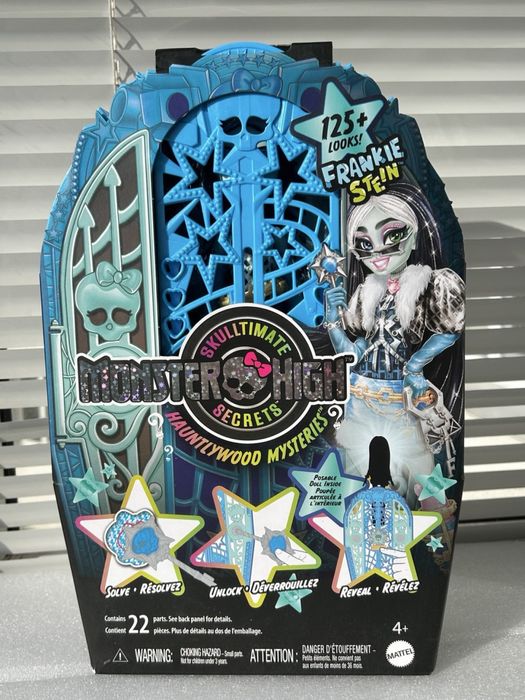 125+
LOOKS!
FRANKIE
STEIN
SKULLTIMATE
MONSTER HIGH™
SECRETS
HAUNTLYWOOD MYSTERIES™
POSABLE
DOLL INSIDE
POUPÉE
ARTICULÉE À
L'INTÉRIEUR
SOLVE • RÉSOLVEZ
UNLOCK • DÉVERROUILLEZ
REVEAL • RÉVÉLEZ
Contains 22 parts. See back panel for details.
Contient 22 pièces. Plus de détails au dos de l'emballage.
4+
WARNING: CHOKING HAZARD - Small parts.
Not for children under 3 years.
ATTENTION : DANGER D'ÉTOUFFEMENT -
Petits éléments. Ne convient pas
aux enfants de moins de 36 mois.
MATTEL